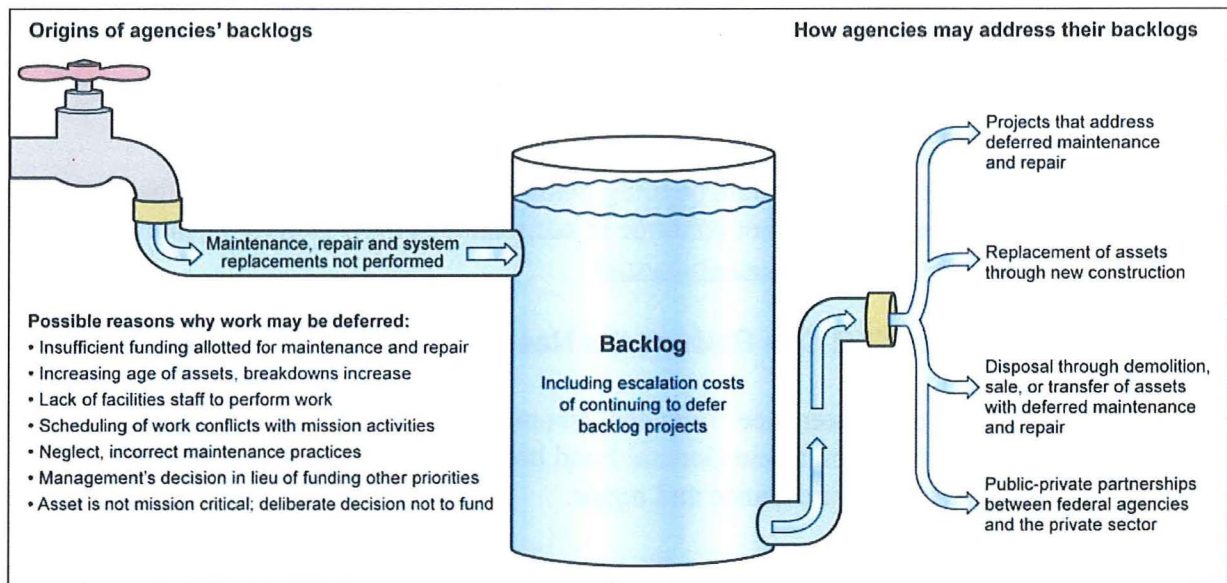 Origins of agencies' backlogs
How agencies may address their backlogs
Maintenance, repair and system
replacements not performed
Possible reasons why work may be deferred:
• Insufficient funding allotted for maintenance and repair
• Increasing age of assets, breakdowns increase
• Lack of facilities staff to perform work
• Scheduling of work conflicts with mission activities
• Neglect, incorrect maintenance practices
• Management's decision in lieu of funding other priorities
• Asset is not mission critical; deliberate decision not to fund
Backlog
Including escalation costs
of continuing to defer
backlog projects
Projects that address
deferred maintenance
and repair
Replacement of assets
through new construction
Disposal through demolition,
sale, or transfer of assets
with deferred maintenance
and repair
Public-private partnerships
between federal agencies
and the private sector